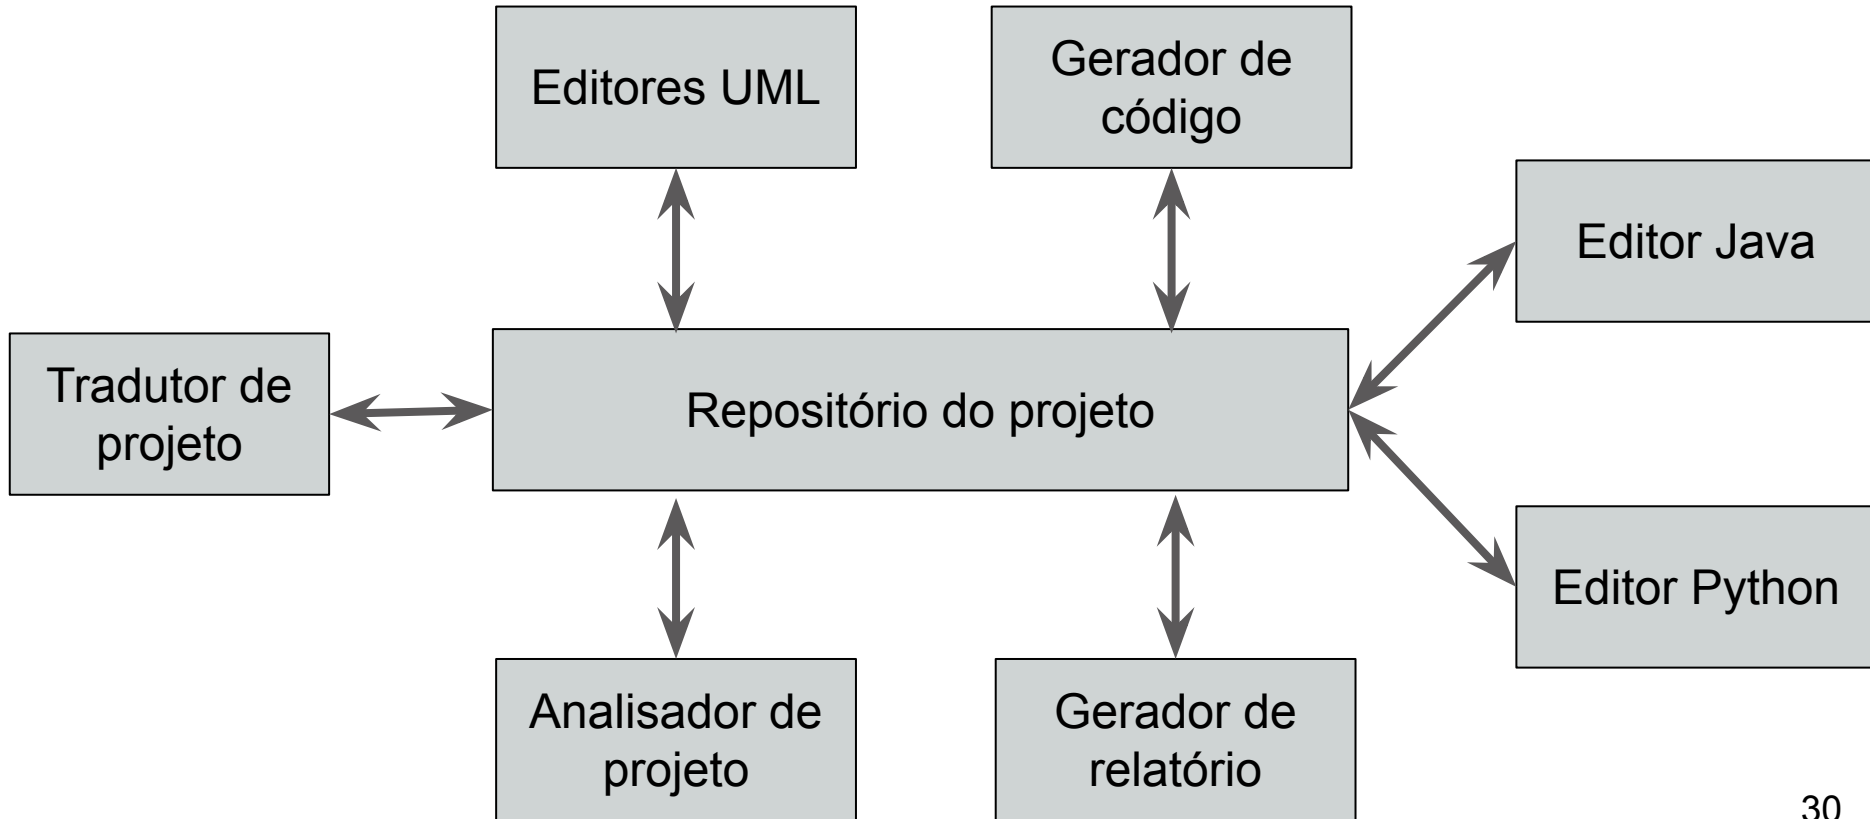 Editores UML
Gerador de
código
Editor Java
Tradutor de
projeto
Repositório do projeto
Editor Python
Analisador de
projeto
Gerador de
relatório
30